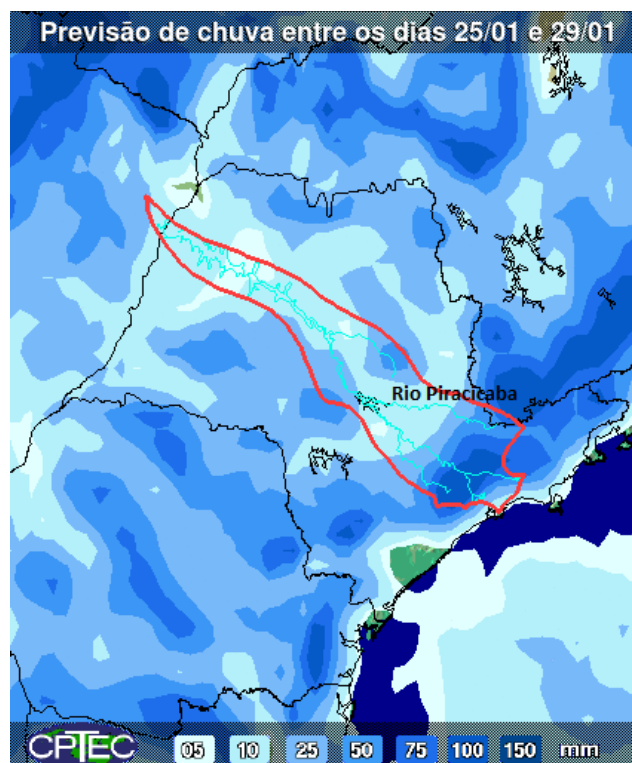 Previsão de chuva entre os dias 25/01 e 29/01
Rio Piracicaba
CPTEC 05 10 25 50 75 100 150 mm